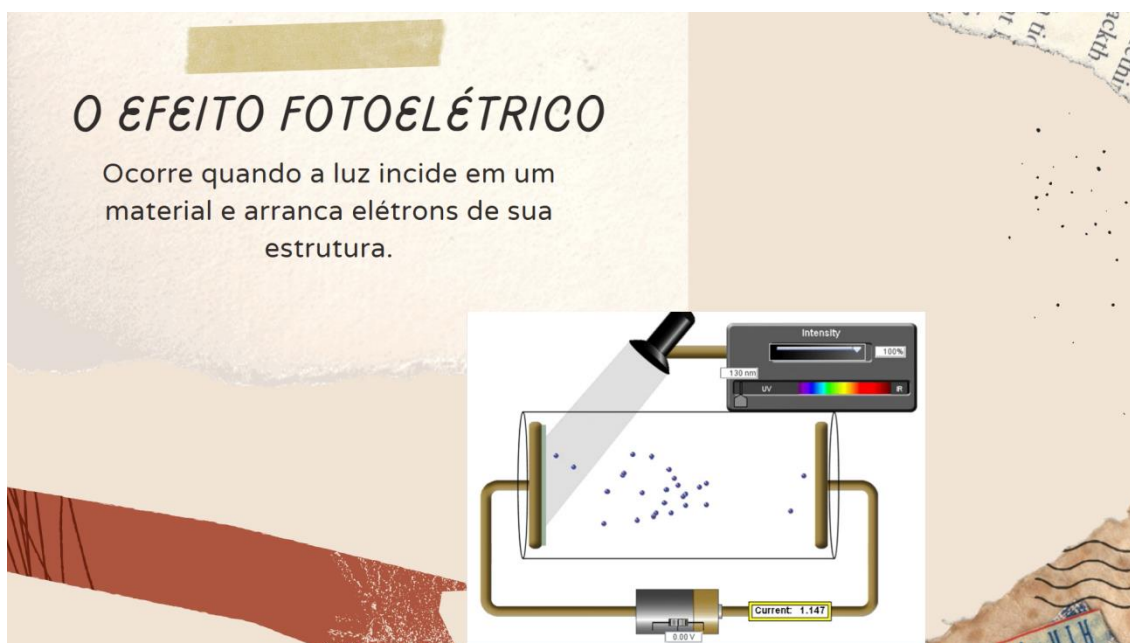 O EFEITO FOTOELÉTRICO
Ocorre quando a luz incide em um
material e arranca elétrons de sua
estrutura.
Intensity
100%
130 nm
UV
IR
Current: 1.147
0.00 V